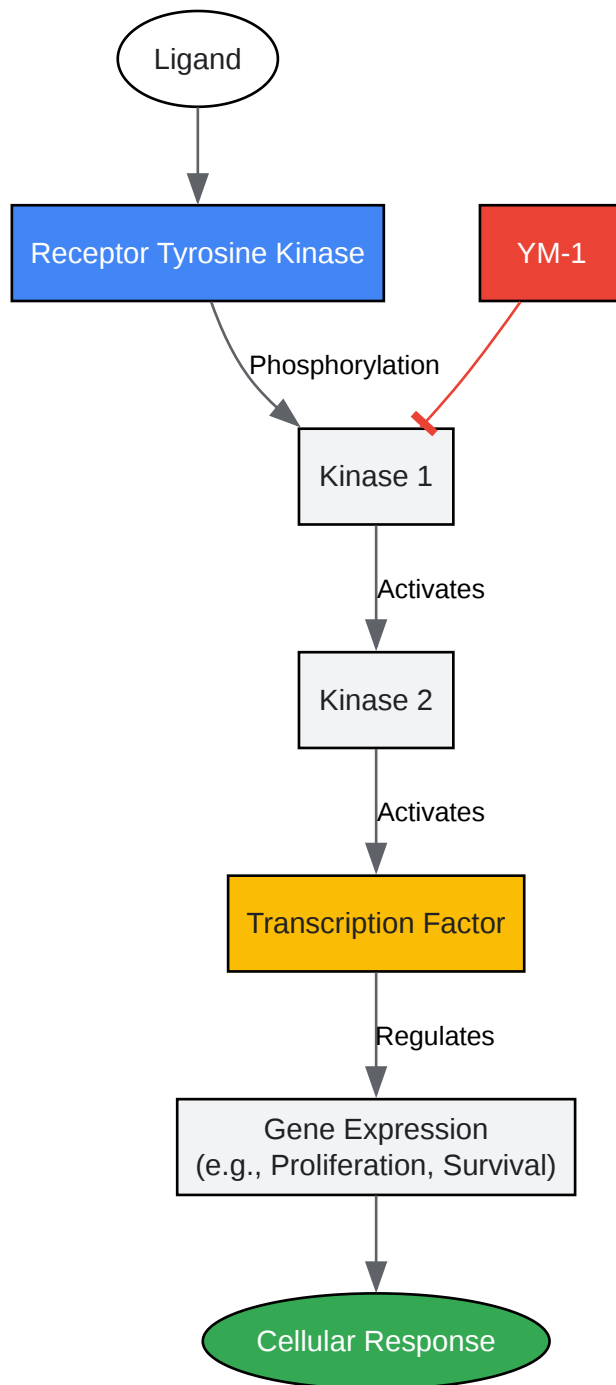 Ligand
Receptor Tyrosine Kinase
YM-1
Phosphorylation
Kinase 1
Activates
Kinase 2
Activates
Transcription Factor
Regulates
Gene Expression
(e.g., Proliferation, Survival)
Cellular Response